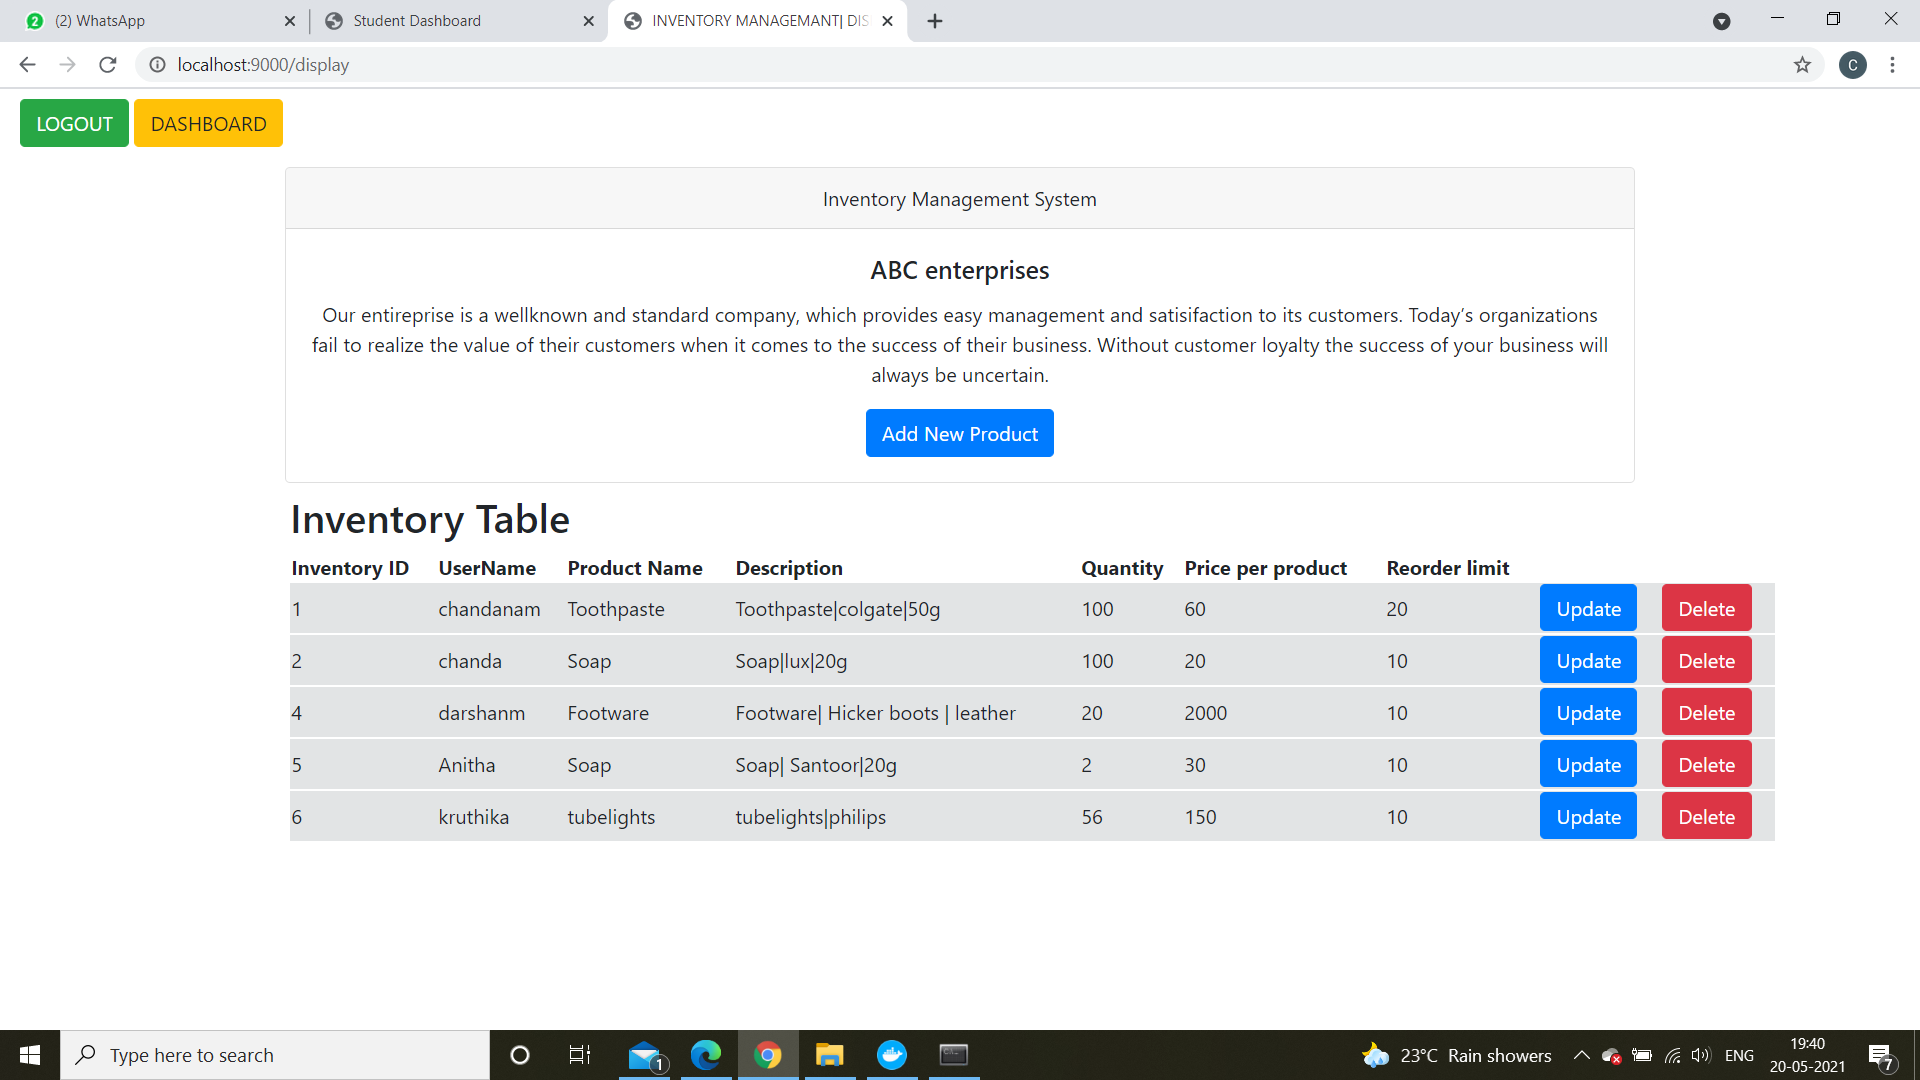 (2) WhatsApp
Student Dashboard
INVENTORY MANAGEMANT| DIS
localhost:9000/display
C
LOGOUT DASHBOARD
Inventory Management System
ABC enterprises
Our entireprise is a wellknown and standard company, which provides easy management and satisifaction to its customers. Today's organizations
fail to realize the value of their customers when it comes to the success of their business. Without customer loyalty the success of your business will
always be uncertain.
Add New Product
Inventory Table
Inventory ID UserName Product Name Description Quantity Price per product Reorder limit
1 chandanam Toothpaste Toothpaste|colgate|50g 100 60 20 Update Delete
2 chanda Soap Soap|lux|20g 100 20 10 Update Delete
4 darshanm Footware Footware| Hicker boots | leather 20 2000 10 Update Delete
5 Anitha Soap Soap| Santoor|20g 2 30 10 Update Delete
6 kruthika tubelights tubelights|philips 56 150 10 Update Delete
Type here to search
1
23°C Rain showers
ENG
19:40
20-05-2021
7